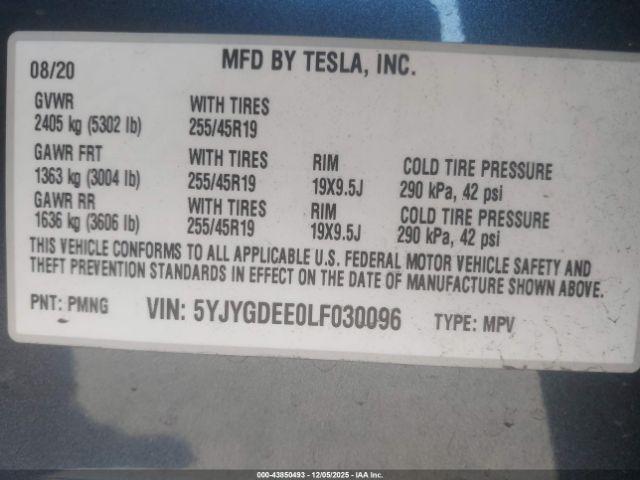 08/20 MFD BY TESLA, INC.
GVWR WITH TIRES
2405 kg (5302 lb) 255/45R19
GAWR FRT WITH TIRES RIM COLD TIRE PRESSURE
1363 kg (3004 lb) 255/45R19 19X9.5J 290 kPa, 42 psi
GAWR RR WITH TIRES RIM COLD TIRE PRESSURE
1636 kg (3606 lb) 255/45R19 19X9.5J 290 kPa, 42 psi
THIS VEHICLE CONFORMS TO ALL APPLICABLE U.S. FEDERAL MOTOR VEHICLE SAFETY AND
THEFT PREVENTION STANDARDS IN EFFECT ON THE DATE OF MANUFACTURE SHOWN ABOVE.
PNT: PMNG VIN: 5YJYGDEE0LF030096 TYPE: MPV
000-43850493 - 12/05/2025 - IAA Inc.